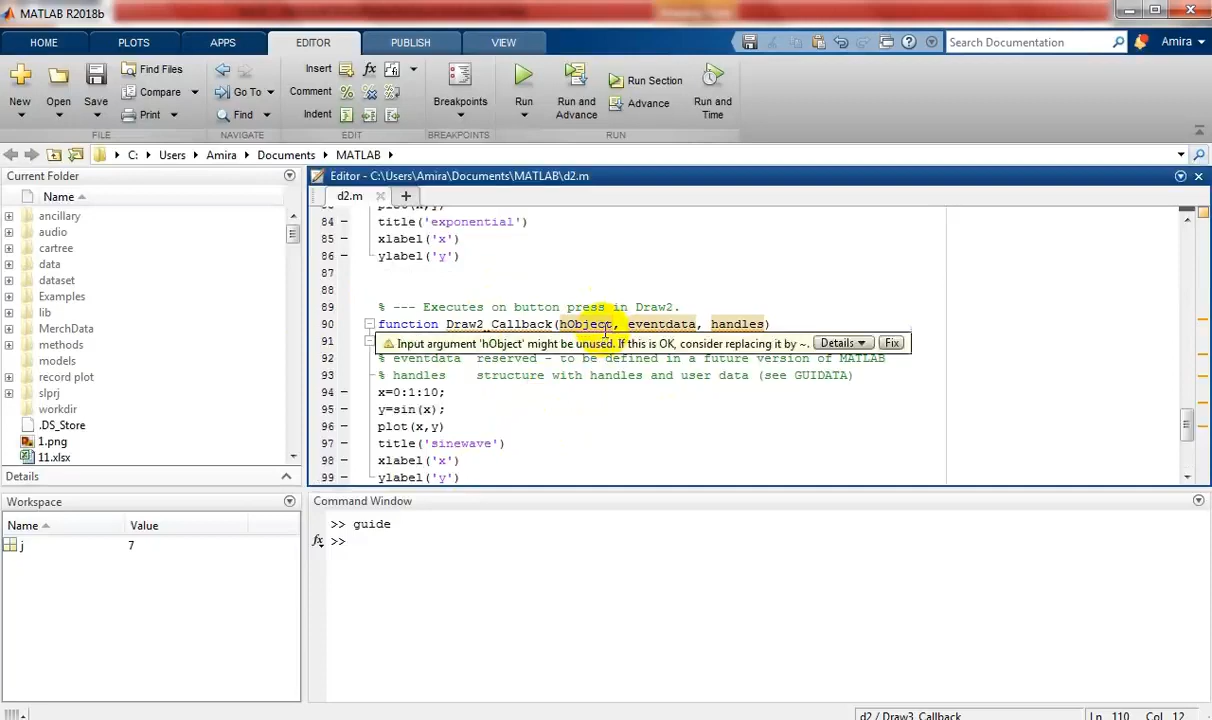 MATLAB R2018b
HOME PLOTS APPS EDITOR PUBLISH VIEW Search Documentation Amira
New Open Save Find Files Compare Print
Go To Find
Insert fx
Comment
Indent
Breakpoints Run Run and Advance Run Section Advance Run and Time
FILE NAVIGATE EDIT BREAKPOINTS RUN
C: Users Amira Documents MATLAB
Current Folder
Name
ancillary
audio
cartree
data
dataset
Examples
lib
MerchData
methods
models
record plot
slprj
workdir
.DS_Store
1.png
11.xlsx
Details
Workspace
Name Value
j 7
Editor - C:\Users\Amira\Documents\MATLAB\d2.m
d2.m
84 title('exponential')
85 xlabel('x')
86 ylabel('y')
87
88
89 % --- Executes on button press in Draw2.
90 function Draw2_Callback(hObject, eventdata, handles)
91 Input argument 'hObject' might be unused. If this is OK, consider replacing it by ~. Details Fix
92 % eventdata reserved - to be defined in a future version of MATLAB
93 % handles structure with handles and user data (see GUIDATA)
94 x=0:1:10;
95 y=sin(x);
96 plot(x,y)
97 title('sinewave')
98 xlabel('x')
99 ylabel('y')
Command Window
>> guide
fx >>
d2 / Draw3_Callback Ln 110 Col 12